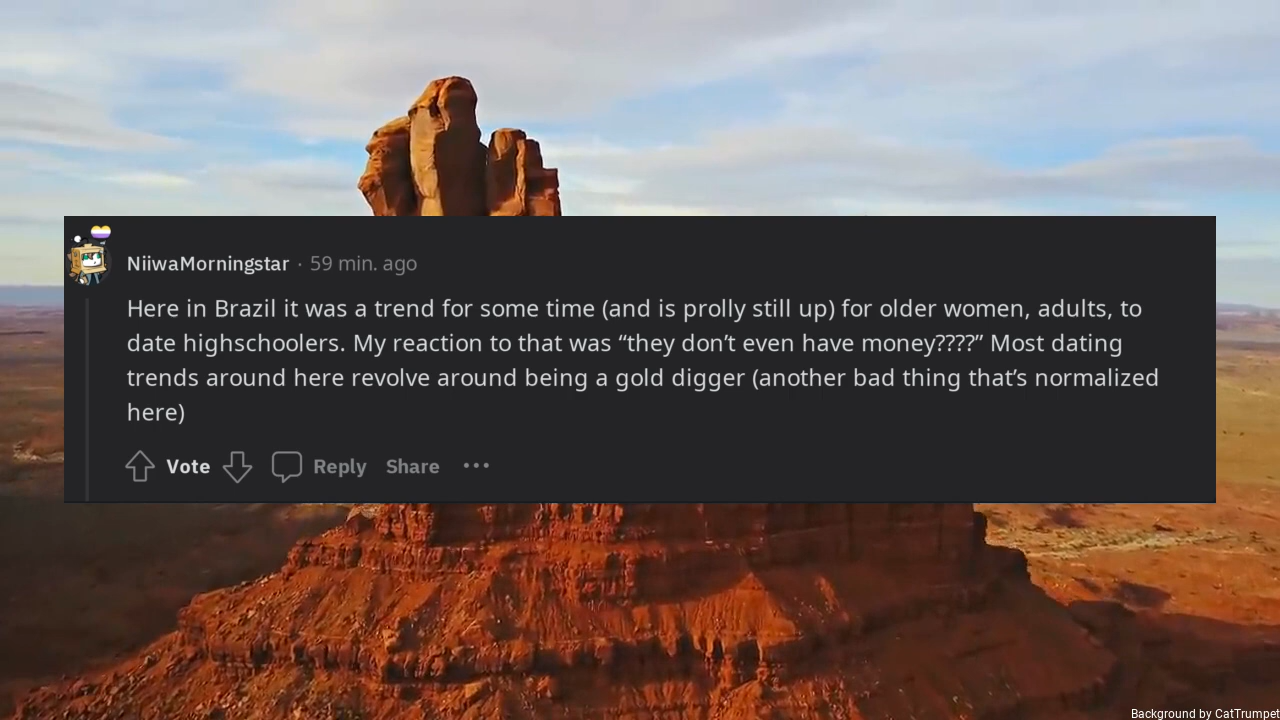 NiiwaMorningstar · 59 min. ago
Here in Brazil it was a trend for some time (and is prolly still up) for older women, adults, to
date highschoolers. My reaction to that was “they don’t even have money????” Most dating
trends around here revolve around being a gold digger (another bad thing that’s normalized
here)
Vote Reply Share •••
Background by CatTrumpet